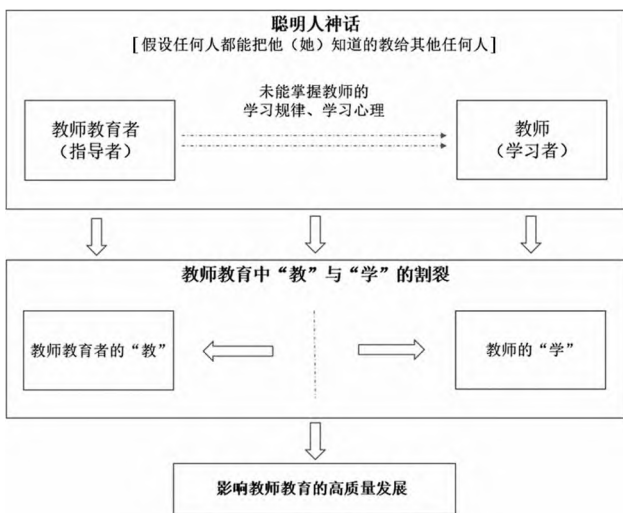 聪明人神话
[假设任何人都能把他（她）知道的教给其他任何人]
未能掌握教师的
学习规律、学习心理
教师教育者
（指导者）
教师
（学习者）
教师教育中“教”与“学”的割裂
教师教育者的“教”
教师的“学”
影响教师教育的高质量发展